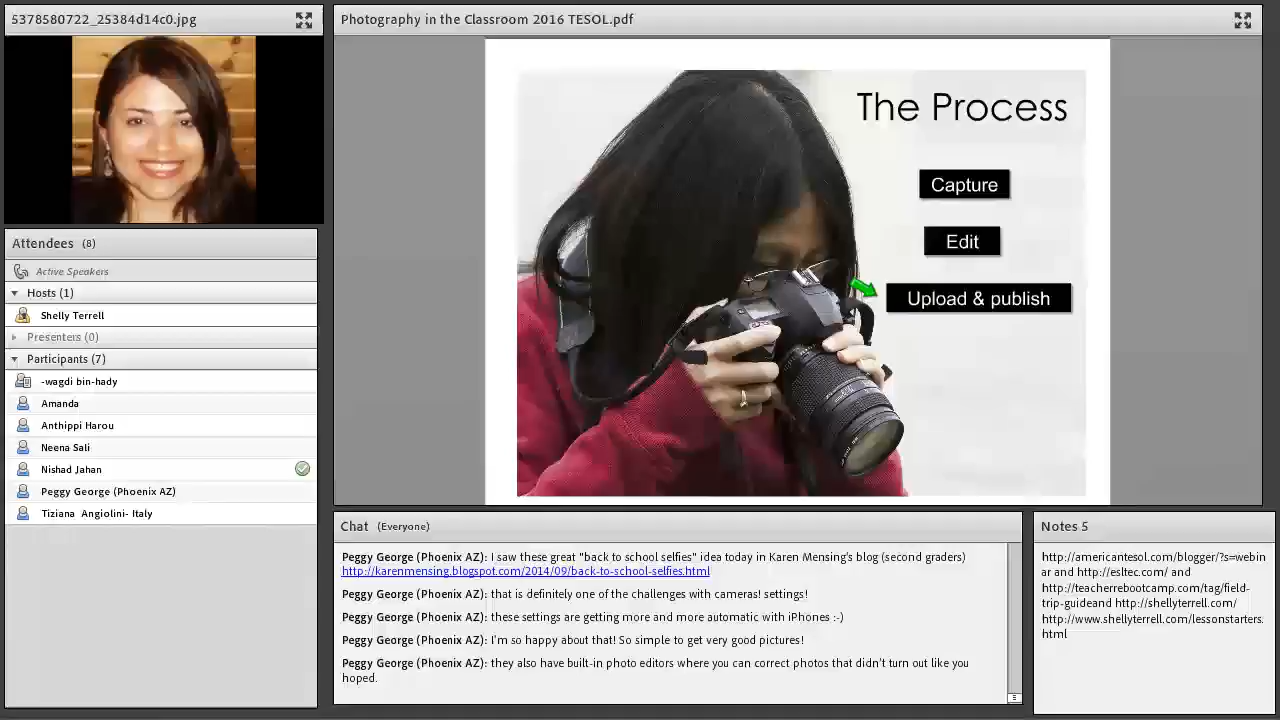 5378580722_25384d14c0.jpg
Attendees (8)
Active Speakers
Hosts (1)
Shelly Terrell
Presenters (0)
Participants (7)
-wagdi bin-hady
Amanda
Anthippi Harou
Neena Sali
Nishad Jahan
Peggy George (Phoenix AZ)
Tiziana Angiolini- Italy
Photography in the Classroom 2016 TESOL.pdf
The Process
Capture
Edit
Upload & publish
Chat (Everyone)
Peggy George (Phoenix AZ): I saw these great "back to school selfies" idea today in Karen Mensing's blog (second graders)
http://karenmensing.blogspot.com/2014/09/back-to-school-selfies.html
Peggy George (Phoenix AZ): that is definitely one of the challenges with cameras! settings!
Peggy George (Phoenix AZ): these settings are getting more and more automatic with iPhones :-)
Peggy George (Phoenix AZ): I'm so happy about that! So simple to get very good pictures!
Peggy George (Phoenix AZ): they also have built-in photo editors where you can correct photos that didn't turn out like you
hoped.
Notes 5
http://americantesol.com/blogger/?s=webin
ar and http://esltec.com/ and
http://teacherrebootcamp.com/tag/field-
trip-guideand http://shellyterrell.com/
http://www.shellyterrell.com/lessonstarters.
html